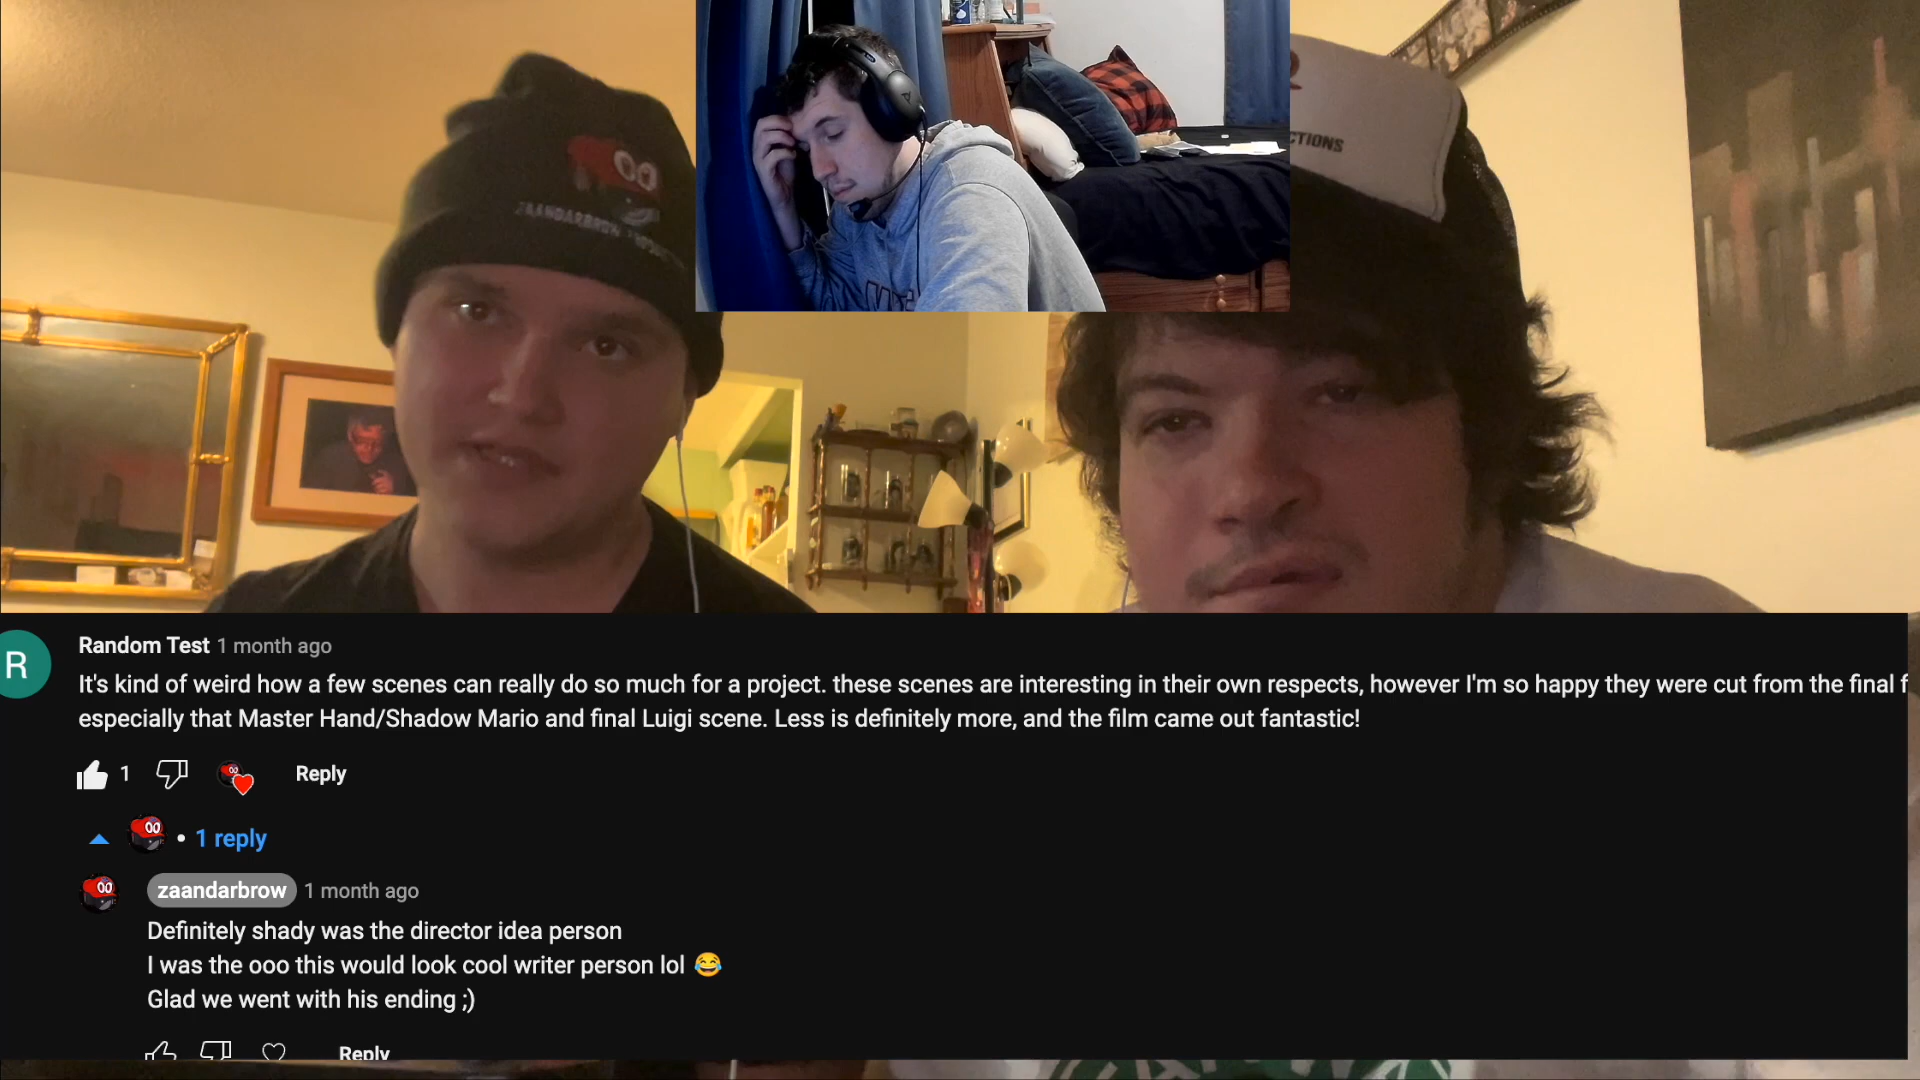 CTIONS
ZAANDARBROW
Random Test 1 month ago
It's kind of weird how a few scenes can really do so much for a project. these scenes are interesting in their own respects, however I'm so happy they were cut from the final f
especially that Master Hand/Shadow Mario and final Luigi scene. Less is definitely more, and the film came out fantastic!
1 Reply
• 1 reply
zaandarbrow 1 month ago
Definitely shady was the director idea person
I was the ooo this would look cool writer person lol 😂
Glad we went with his ending ;)
Reply
R